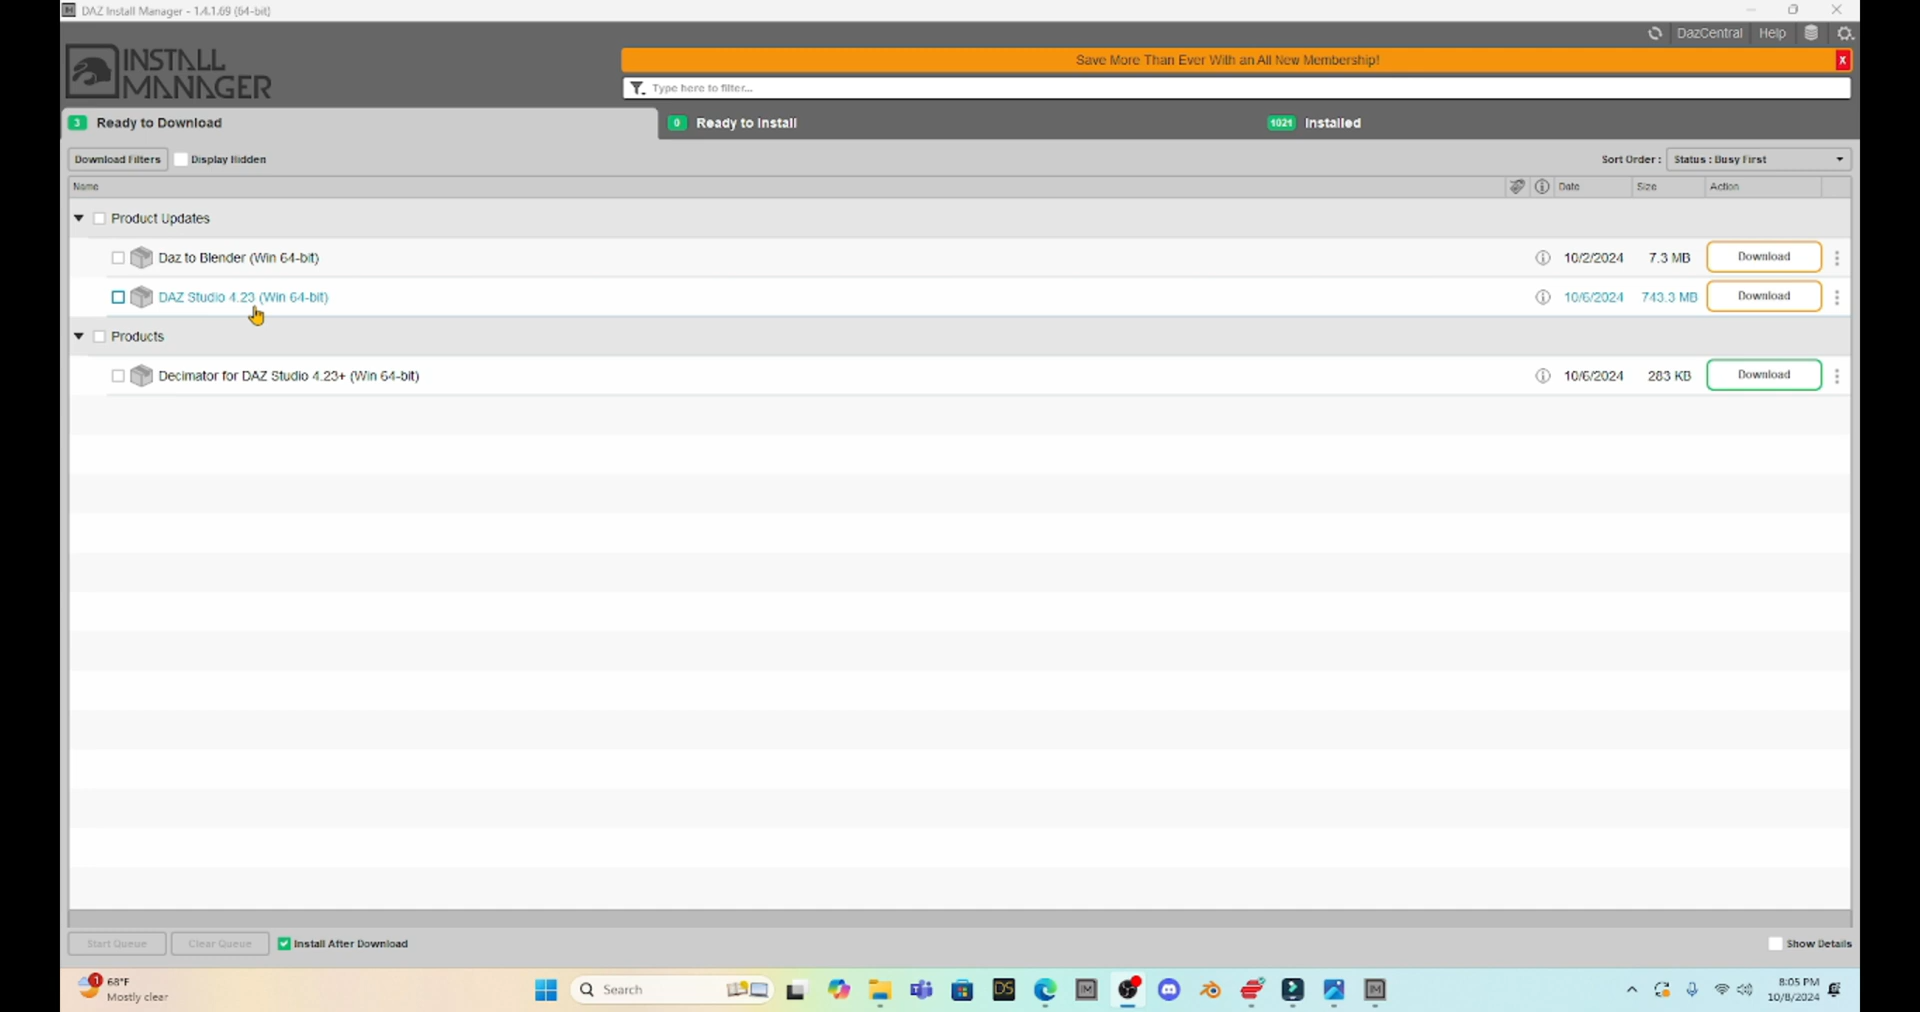 DAZ Install Manager - 1.4.1.69 (64-bit)
DazCentral Help
INSTALL
MANAGER
Save More Than Ever With an All New Membership!
X
Type here to filter...
3 Ready to Download
0 Ready to Install
1021 Installed
Download Filters Display Hidden
Sort Order : Status : Busy First
Name Date Size Action
Product Updates
Daz to Blender (Win 64-bit) 10/2/2024 7.3 MB Download
DAZ Studio 4.23 (Win 64-bit) 10/6/2024 743.3 MB Download
Products
Decimator for DAZ Studio 4.23+ (Win 64-bit) 10/6/2024 283 KB Download
Start Queue Clear Queue Install After Download
Show Details
1
68°F
Mostly clear
Search
DS
IM
IM
8:05 PM
10/8/2024